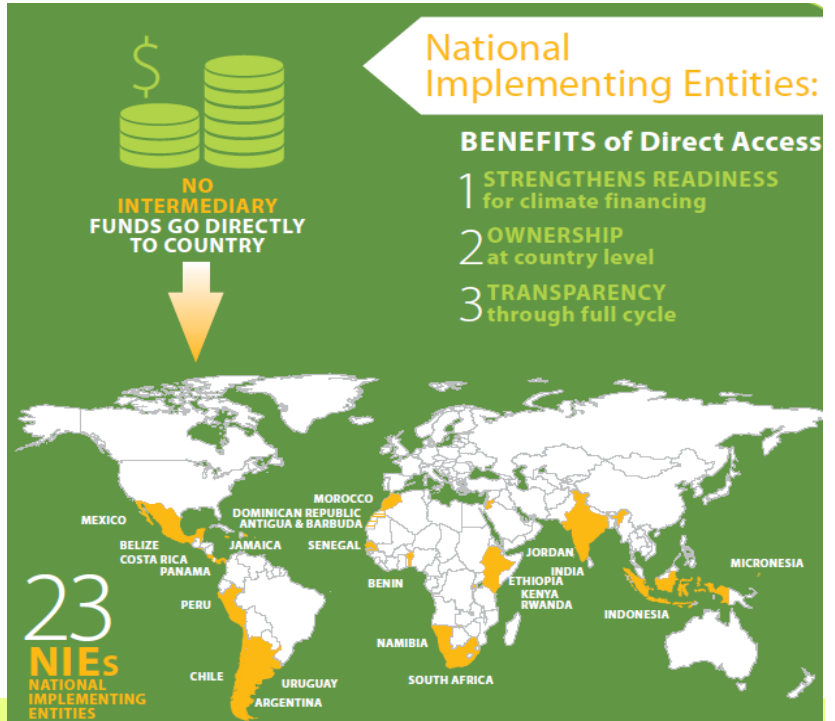 $
NO
INTERMEDIARY
FUNDS GO DIRECTLY
TO COUNTRY
National
Implementing Entities:
BENEFITS of Direct Access
1 STRENGTHENS READINESS
for climate financing
2 OWNERSHIP
at country level
3 TRANSPARENCY
through full cycle
MEXICO
BELIZE
COSTA RICA
PANAMA
JAMAICA
DOMINICAN REPUBLIC
ANTIGUA & BARBUDA
PERU
CHILE
URUGUAY
ARGENTINA
MOROCCO
SENEGAL
BENIN
NAMIBIA
SOUTH AFRICA
JORDAN
INDIA
ETHIOPIA
KENYA
RWANDA
INDONESIA
MICRONESIA
23
NIEs
NATIONAL
IMPLEMENTING
ENTITIES